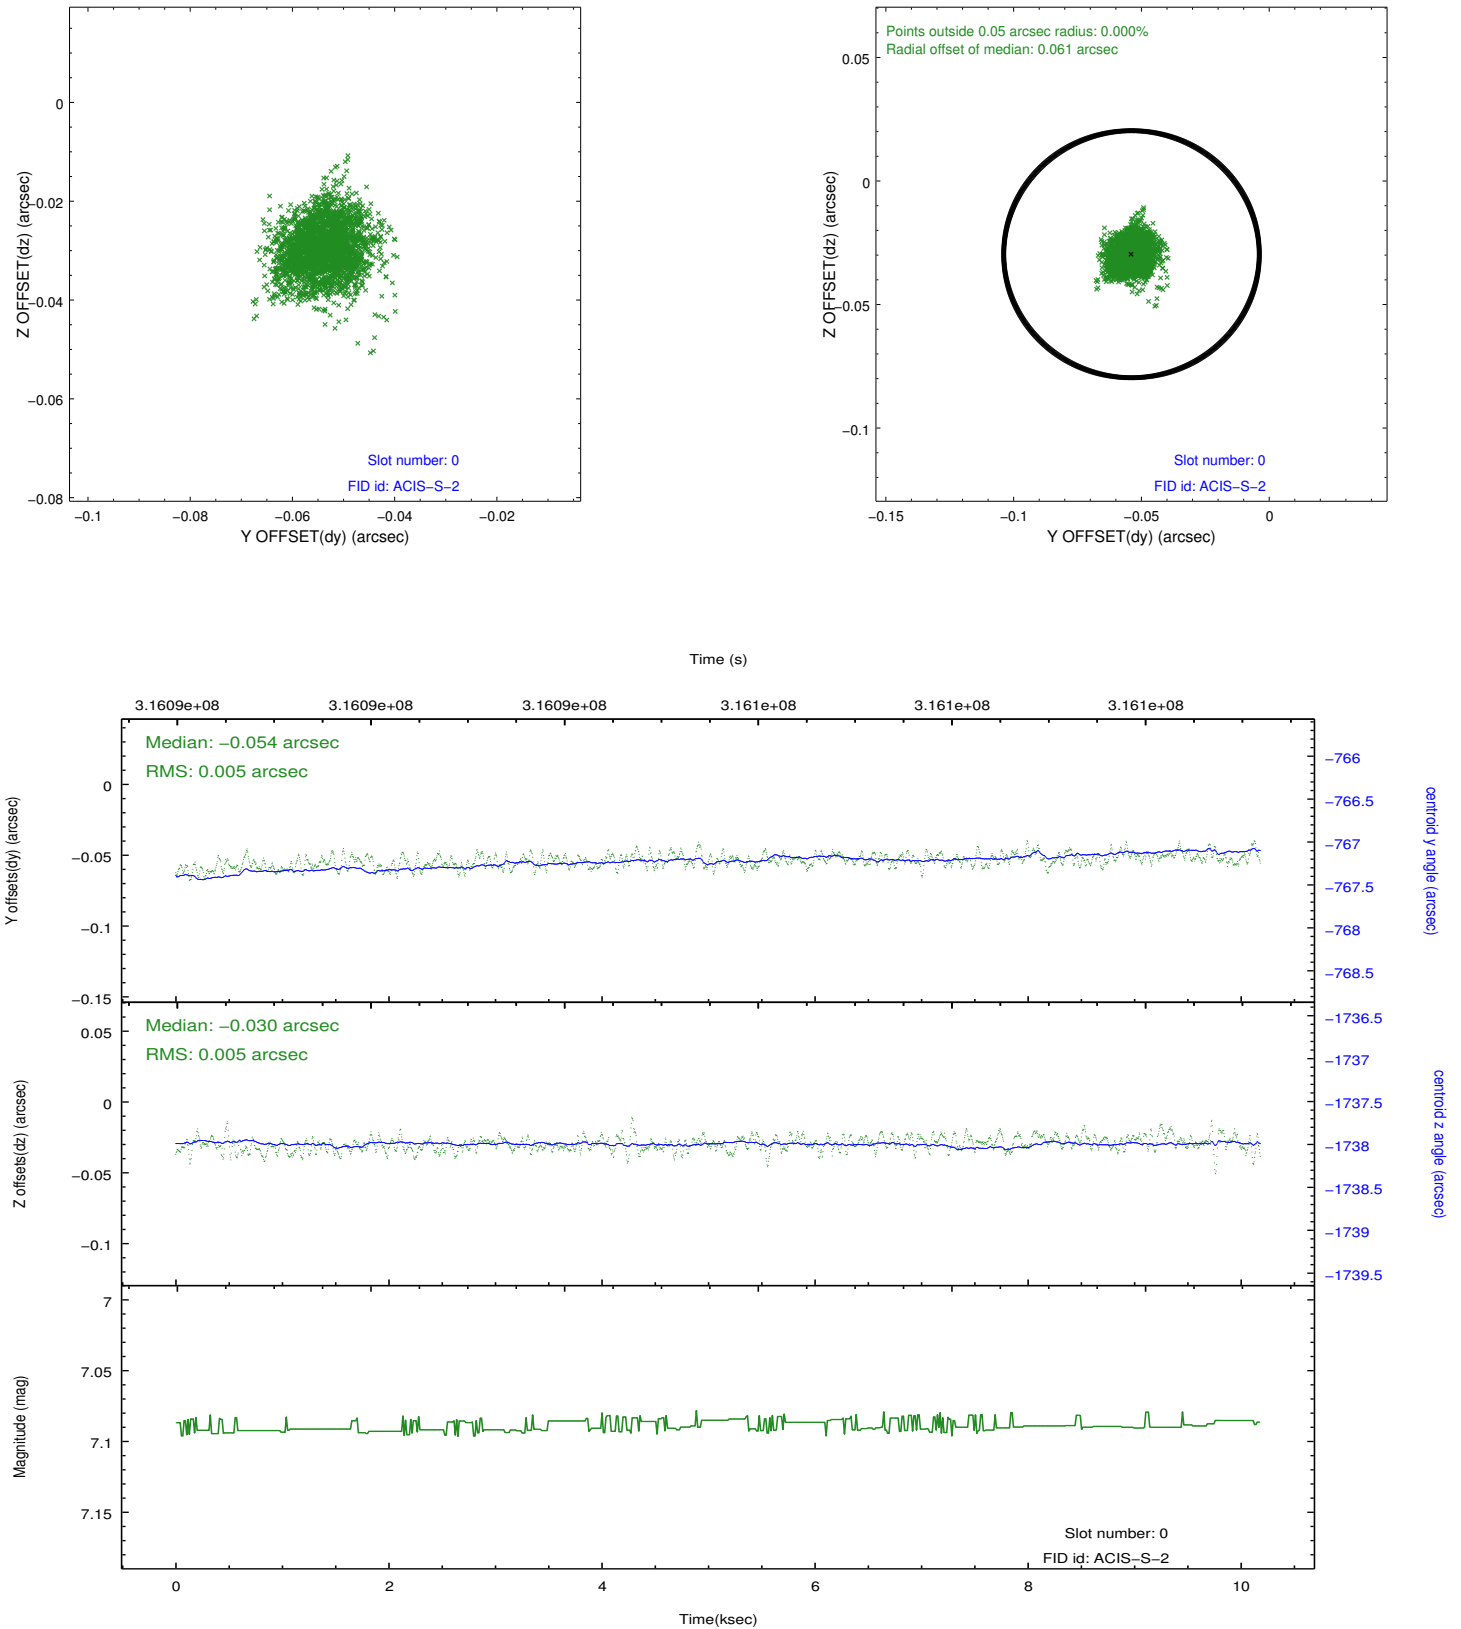 0
−0.02
−0.04
−0.06
−0.08
Z OFFSET(dz) (arcsec)
Slot number: 0
FID id: ACIS−S−2
−0.1 −0.08 −0.06 −0.04 −0.02
Y OFFSET(dy) (arcsec)
Points outside 0.05 arcsec radius: 0.000%
Radial offset of median: 0.061 arcsec
0.05
0
−0.05
−0.1
Z OFFSET(dz) (arcsec)
Slot number: 0
FID id: ACIS−S−2
−0.15 −0.1 −0.05 0
Y OFFSET(dy) (arcsec)
Time (s)
3.1609e+08 3.1609e+08 3.1609e+08 3.161e+08 3.161e+08 3.161e+08
Median: −0.054 arcsec
RMS: 0.005 arcsec
0
−0.05
−0.1
−0.15
Y offsets(dy) (arcsec)
−766
−766.5
−767
−767.5
−768
−768.5
centroid y angle (arcsec)
Median: −0.030 arcsec
RMS: 0.005 arcsec
0.05
0
−0.05
−0.1
Z offsets(dz) (arcsec)
−1736.5
−1737
−1737.5
−1738
−1738.5
−1739
−1739.5
centroid z angle (arcsec)
7
7.05
7.1
7.15
Magnitude (mag)
Slot number: 0
FID id: ACIS−S−2
0 2 4 6 8 10
Time(ksec)